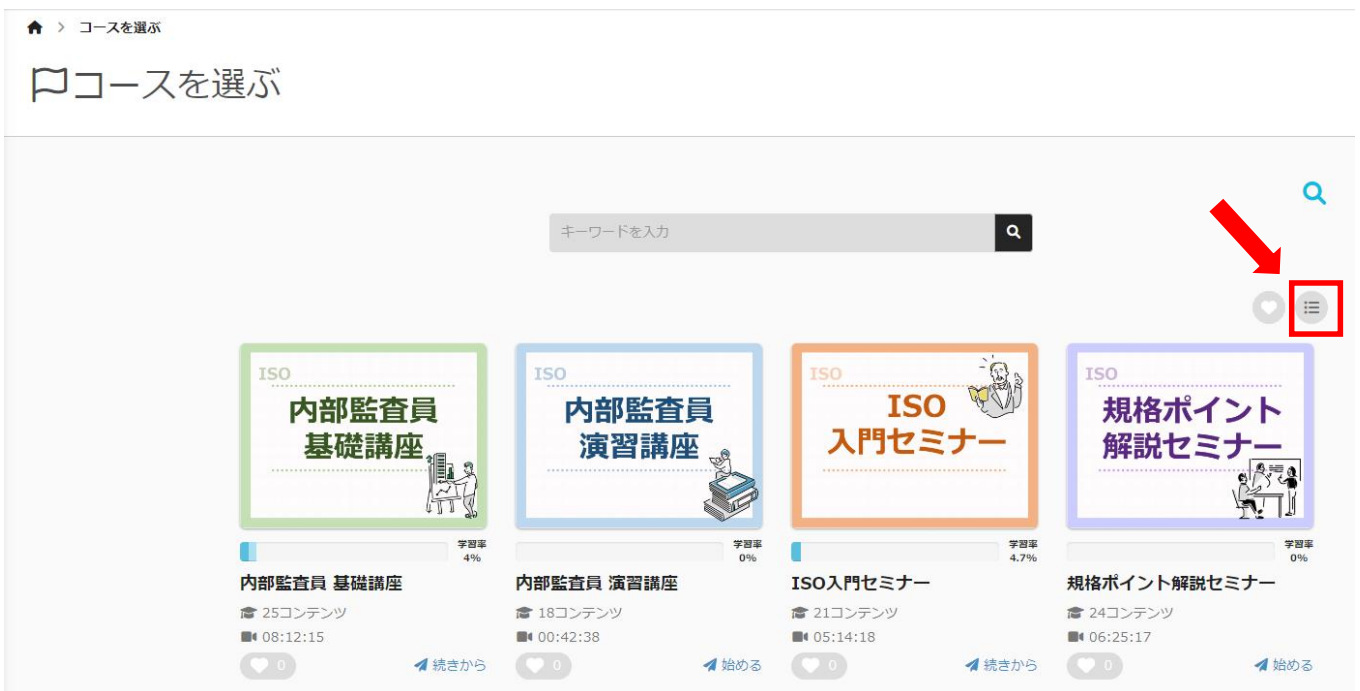 コースを選ぶ
コースを選ぶ
キーワードを入力
ISO
内部監査員
基礎講座
学習率
4%
内部監査員 基礎講座
25コンテンツ
08:12:15
0
続きから
ISO
内部監査員
演習講座
学習率
0%
内部監査員 演習講座
18コンテンツ
00:42:38
0
始める
ISO
ISO
入門セミナー
学習率
4.7%
ISO入門セミナー
21コンテンツ
05:14:18
0
続きから
ISO
規格ポイント
解説セミナー
学習率
0%
規格ポイント解説セミナー
24コンテンツ
06:25:17
0
始める